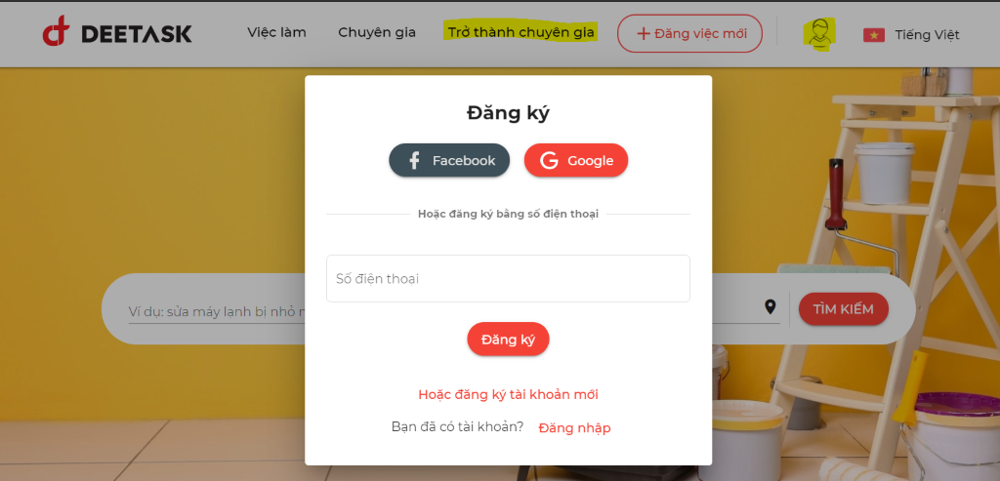 DEETASK
Việc làm
Chuyên gia
Trở thành chuyên gia
+ Đăng việc mới
Tiếng Việt
Đăng ký
Facebook
Google
Hoặc đăng ký bằng số điện thoại
Số điện thoại
Ví dụ: sửa máy lạnh bị nhỏ
TÌM KIẾM
Đăng ký
Hoặc đăng ký tài khoản mới
Bạn đã có tài khoản? Đăng nhập